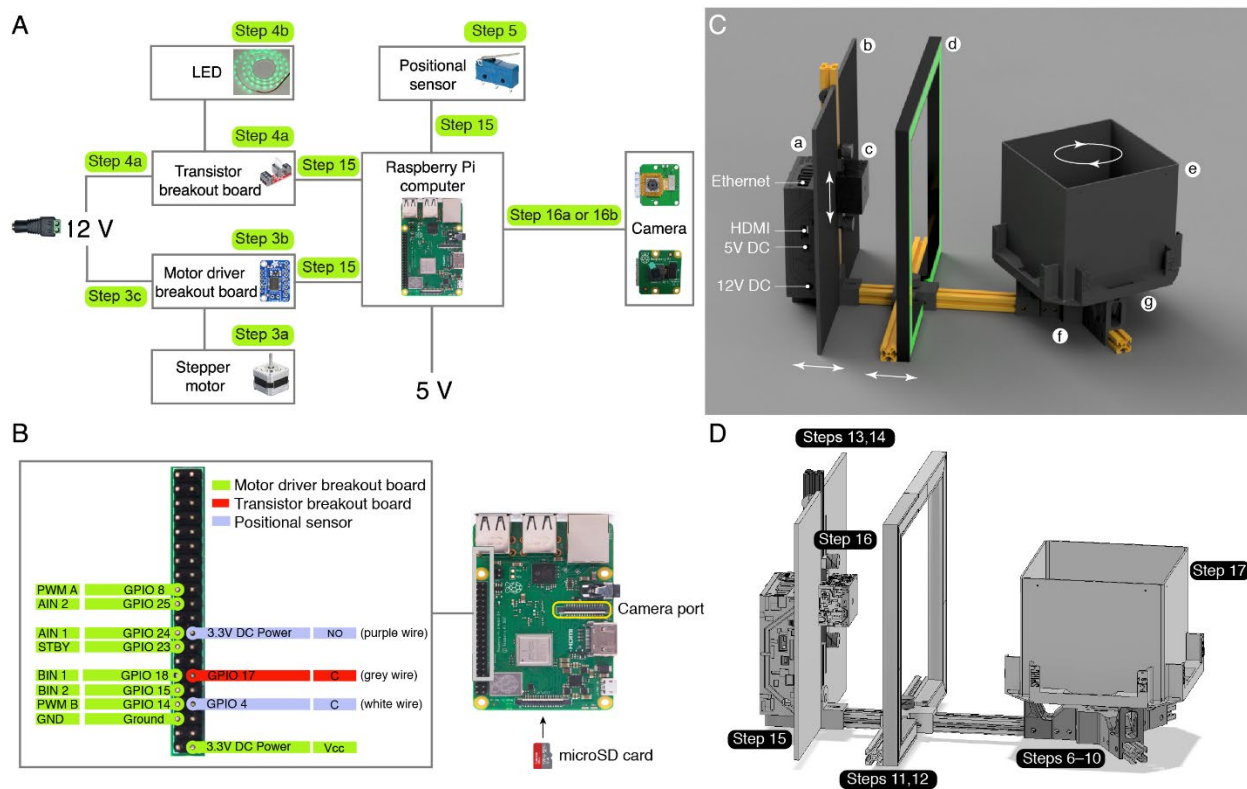 A
Step 4b
LED
Step 5
Positional
sensor
Step 4a
Step 4a
Transistor
breakout board
Step 15
Step 15
Raspberry Pi
computer
Step 16a or 16b
Camera
12 V
Step 3b
Motor driver
breakout board
Step 15
Step 3c
Step 3a
Stepper
motor
5 V
B
Motor driver breakout board
Transistor breakout board
Positional sensor
PWM A GPIO 8
AIN 2 GPIO 25
AIN 1 GPIO 24 3.3V DC Power NO (purple wire)
STBY GPIO 23
BIN 1 GPIO 18 GPIO 17 C (grey wire)
BIN 2 GPIO 15
PWM B GPIO 14 GPIO 4 C (white wire)
GND Ground
3.3V DC Power Vcc
Camera port
microSD card
C
b
d
a
c
e
Ethernet
HDMI
5V DC
12V DC
g
f
D
Steps 13,14
Step 16
Step 17
Step 15
Steps 6–10
Steps 11,12